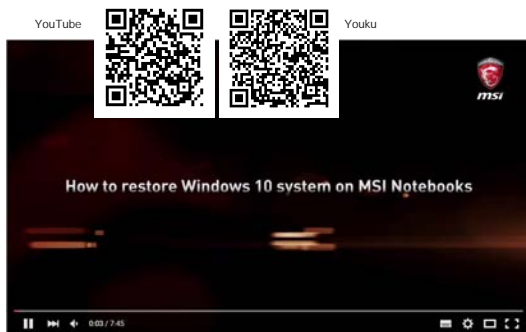 YouTube
Youku
msi
How to restore Windows 10 system on MSI Notebooks
0:03 / 7:45